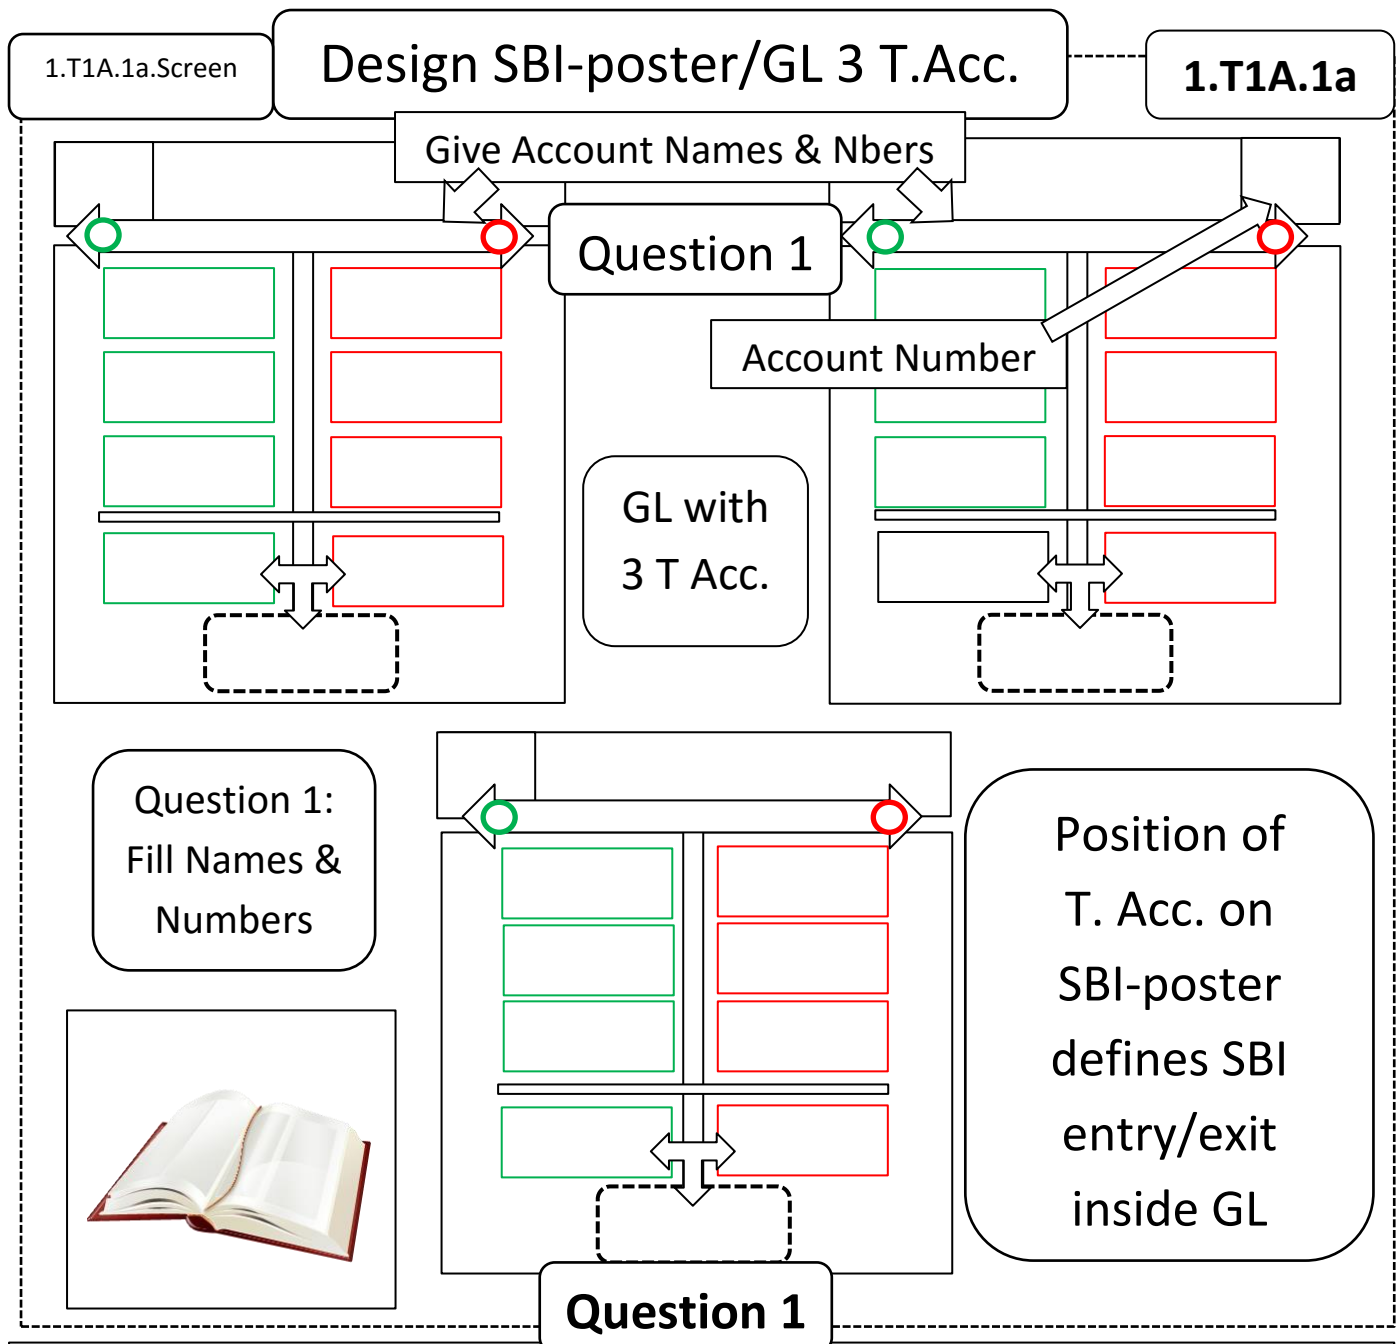 1.T1A.1a.Screen
Design SBI-poster/GL 3 T.Acc.
1.T1A.1a
Give Account Names & Nbers
Question 1
Account Number
GL with
3 T Acc.
Question 1:
Fill Names &
Numbers
Position of
T. Acc. on
SBI-poster
defines SBI
entry/exit
inside GL
Question 1